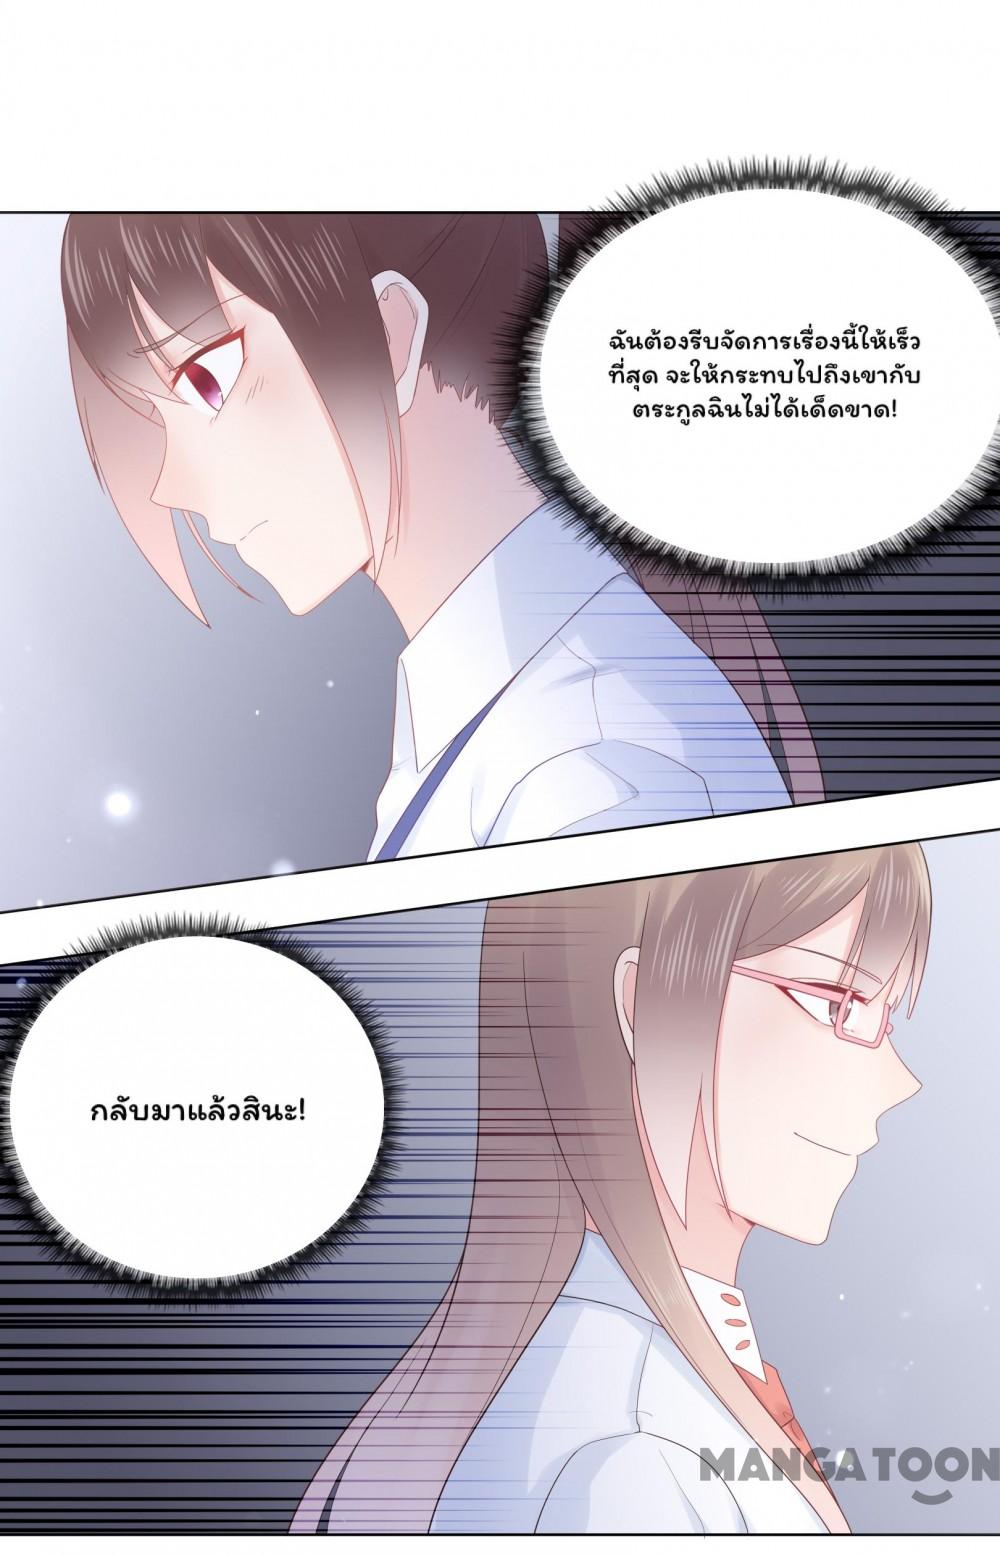 ฉันต้องรีบจัดการเรื่องนี้ให้เร็ว
ที่สุด จะให้กระทบไปถึงเขากับ
ตระกูลฉินไม่ได้เด็ดขาด!
กลับมาแล้วสินะ!
MANGATOON